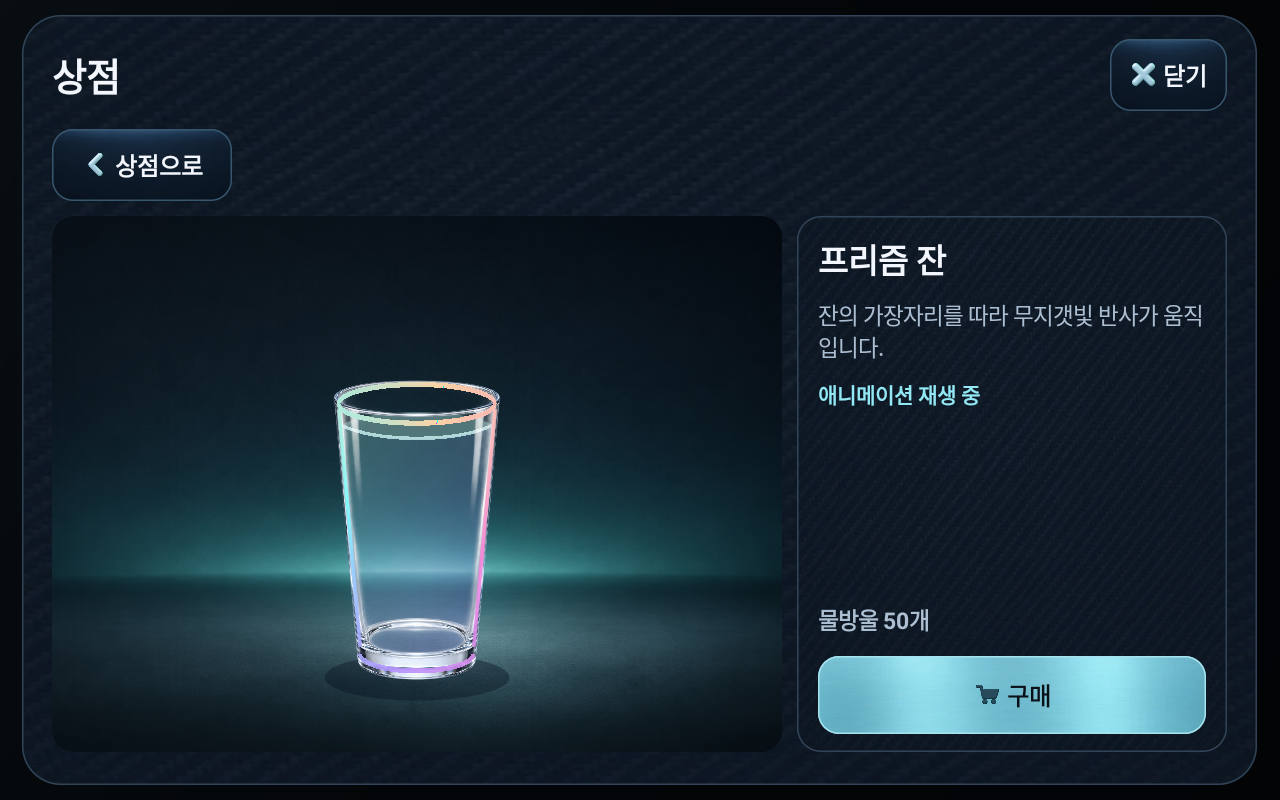 상점
닫기
상점으로
프리즘 잔
잔의 가장자리를 따라 무지갯빛 반사가 움직
입니다.
애니메이션 재생 중
물방울 50개
구매